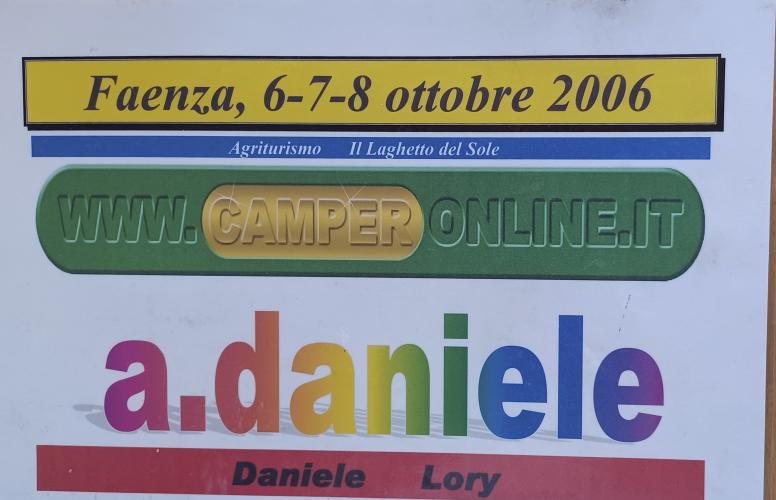 Faenza, 6-7-8 ottobre 2006
Agriturismo Il Laghetto del Sole
WWW.CAMPERONLINE.IT
a.daniele
Daniele Lory